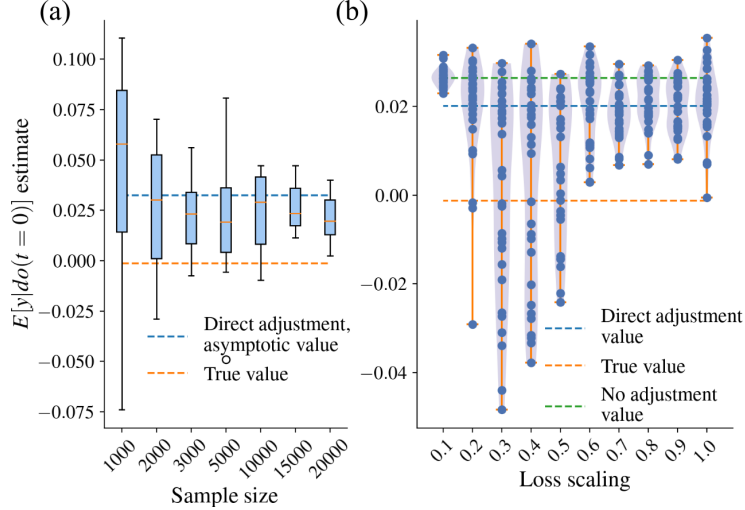 (a)
E[y|do(t = 0)] estimate
0.100
0.075
0.050
0.025
0.000
−0.025
−0.050
−0.075
Direct adjustment,
asymptotic value
True value
1000
2000
3000
5000
10000
15000
20000
Sample size
(b)
0.02
0.00
−0.02
−0.04
Direct adjustment
value
True value
No adjustment
value
0.1
0.2
0.3
0.4
0.5
0.6
0.7
0.8
0.9
1.0
Loss scaling